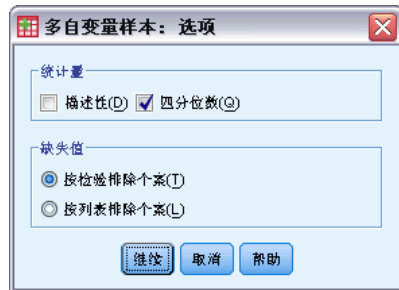 多自变量样本：选项
统计量
描述性(D) 四分位数(Q)
缺失值
按检验排除个案(T)
按列表排除个案(L)
继续 取消 帮助